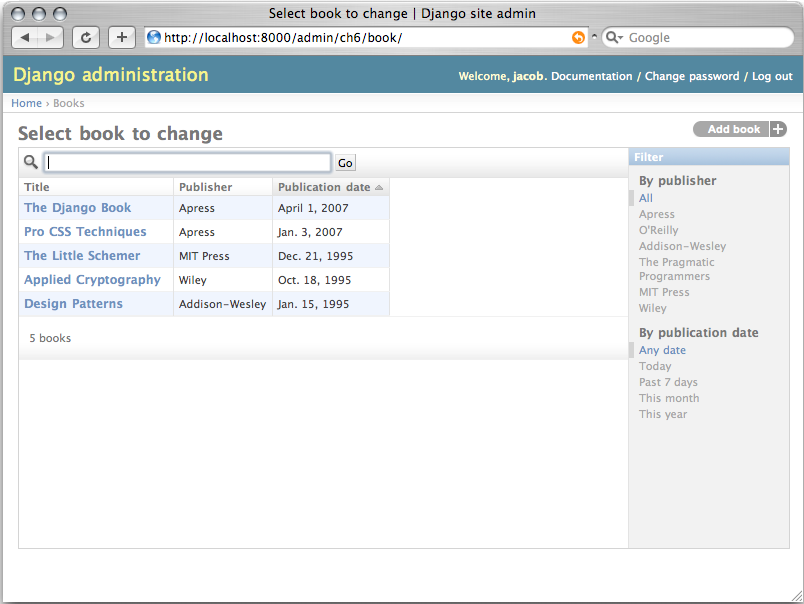 Select book to change | Django site admin
http://localhost:8000/admin/ch6/book/
Google
Django administration
Welcome, jacob. Documentation / Change password / Log out
Home › Books
Select book to change
Add book
Go
Title Publisher Publication date
The Django Book Apress April 1, 2007
Pro CSS Techniques Apress Jan. 3, 2007
The Little Schemer MIT Press Dec. 21, 1995
Applied Cryptography Wiley Oct. 18, 1995
Design Patterns Addison-Wesley Jan. 15, 1995
5 books
Filter
By publisher
All
Apress
O'Reilly
Addison-Wesley
The Pragmatic
Programmers
MIT Press
Wiley
By publication date
Any date
Today
Past 7 days
This month
This year